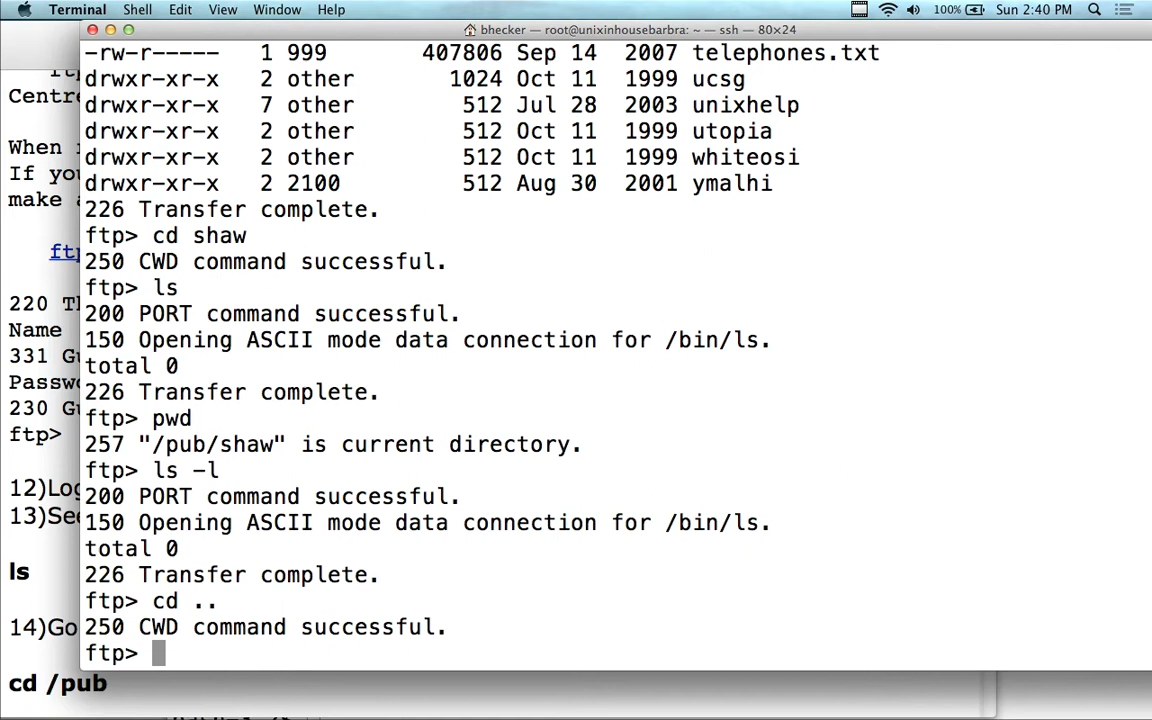 Terminal Shell Edit View Window Help 100% Sun 2:40 PM
bhecker — root@unixinhousebarbra: ~ — ssh — 80×24
-rw-r----- 1 999 407806 Sep 14 2007 telephones.txt
drwxr-xr-x 2 other 1024 Oct 11 1999 ucsg
drwxr-xr-x 7 other 512 Jul 28 2003 unixhelp
drwxr-xr-x 2 other 512 Oct 11 1999 utopia
drwxr-xr-x 2 other 512 Oct 11 1999 whiteosi
drwxr-xr-x 2 2100 512 Aug 30 2001 ymalhi
226 Transfer complete.
ftp> cd shaw
250 CWD command successful.
ftp> ls
200 PORT command successful.
150 Opening ASCII mode data connection for /bin/ls.
total 0
226 Transfer complete.
ftp> pwd
257 "/pub/shaw" is current directory.
ftp> ls -l
200 PORT command successful.
150 Opening ASCII mode data connection for /bin/ls.
total 0
226 Transfer complete.
ftp> cd ..
250 CWD command successful.
ftp>
Centre
When
If you
make a
ftp
220 Th
Name
331 Gu
Passwo
230 Gu
ftp>
12)Log
13)See
ls
14)Go
cd /pub